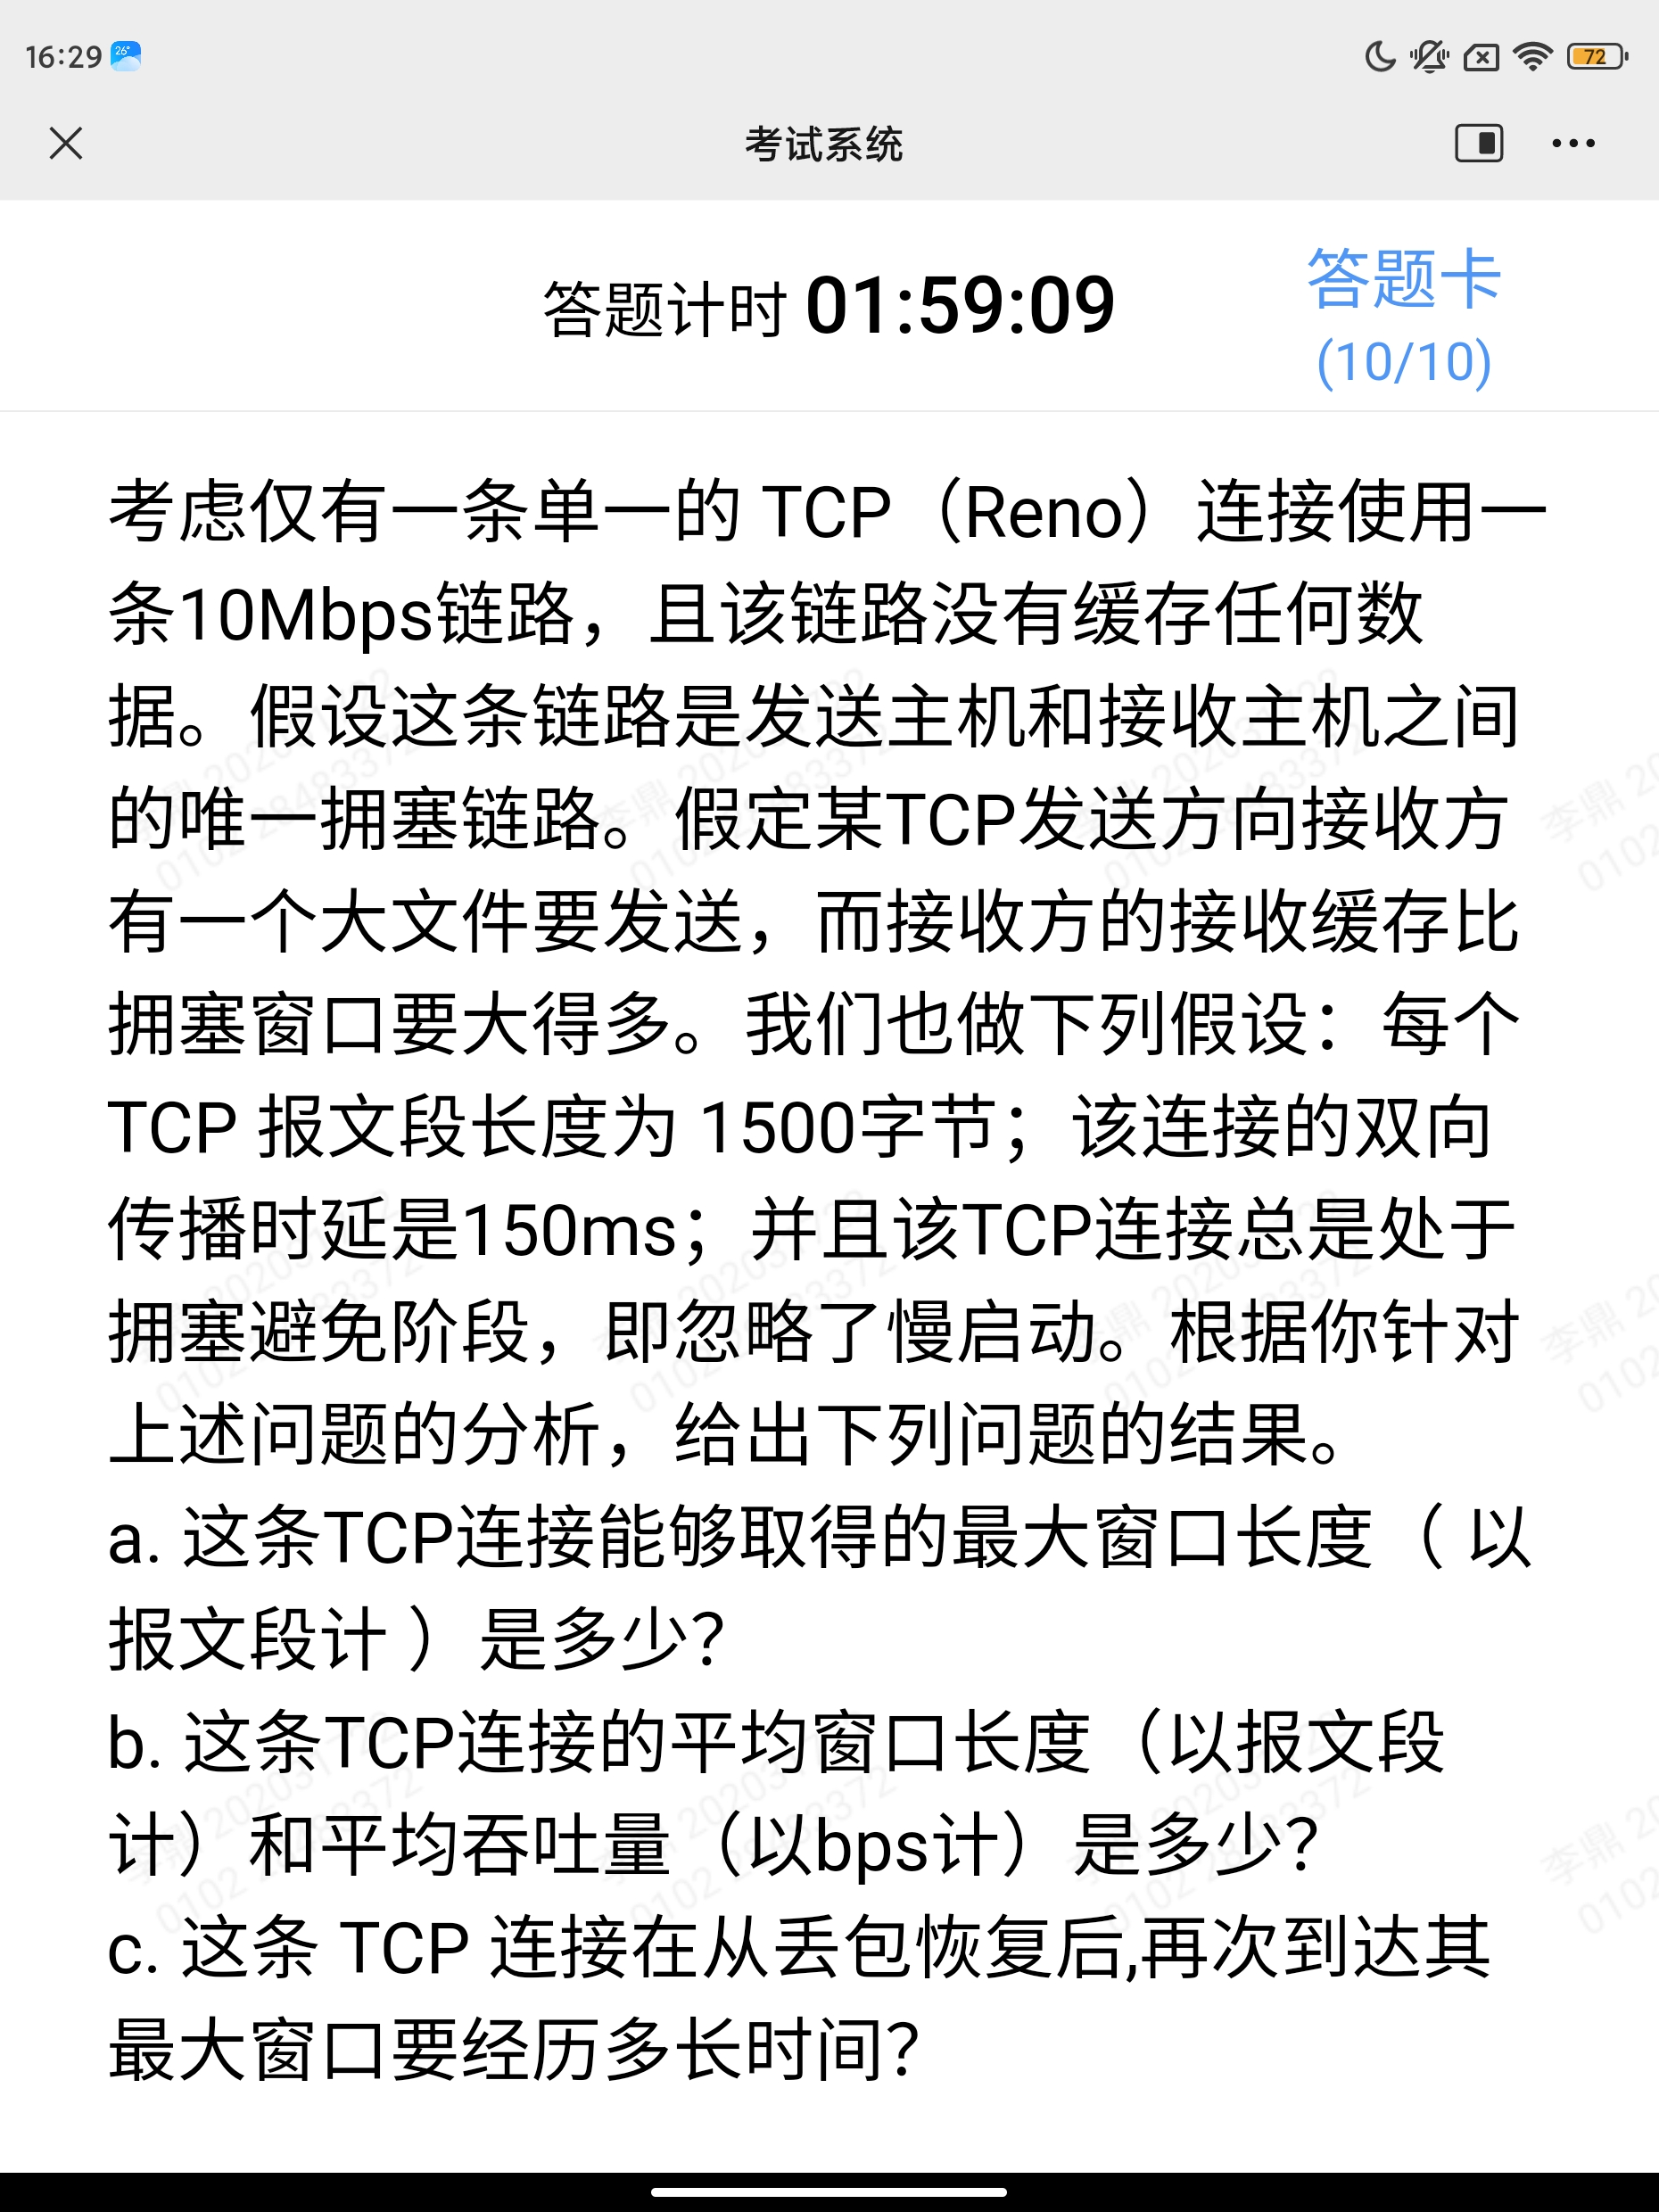 16:29 26°
72
考试系统
答题计时 01:59:09
答题卡
(10/10)
考虑仅有一条单一的 TCP（Reno）连接使用一
条10Mbps链路，且该链路没有缓存任何数
据。假设这条链路是发送主机和接收主机之间
的唯一拥塞链路。假定某TCP发送方向接收方
有一个大文件要发送，而接收方的接收缓存比
拥塞窗口要大得多。我们也做下列假设：每个
TCP 报文段长度为 1500字节；该连接的双向
传播时延是150ms；并且该TCP连接总是处于
拥塞避免阶段，即忽略了慢启动。根据你针对
上述问题的分析，给出下列问题的结果。
a. 这条TCP连接能够取得的最大窗口长度（ 以
报文段计 ）是多少？
b. 这条TCP连接的平均窗口长度（以报文段
计）和平均吞吐量（以bps计）是多少？
c. 这条 TCP 连接在从丢包恢复后,再次到达其
最大窗口要经历多长时间？